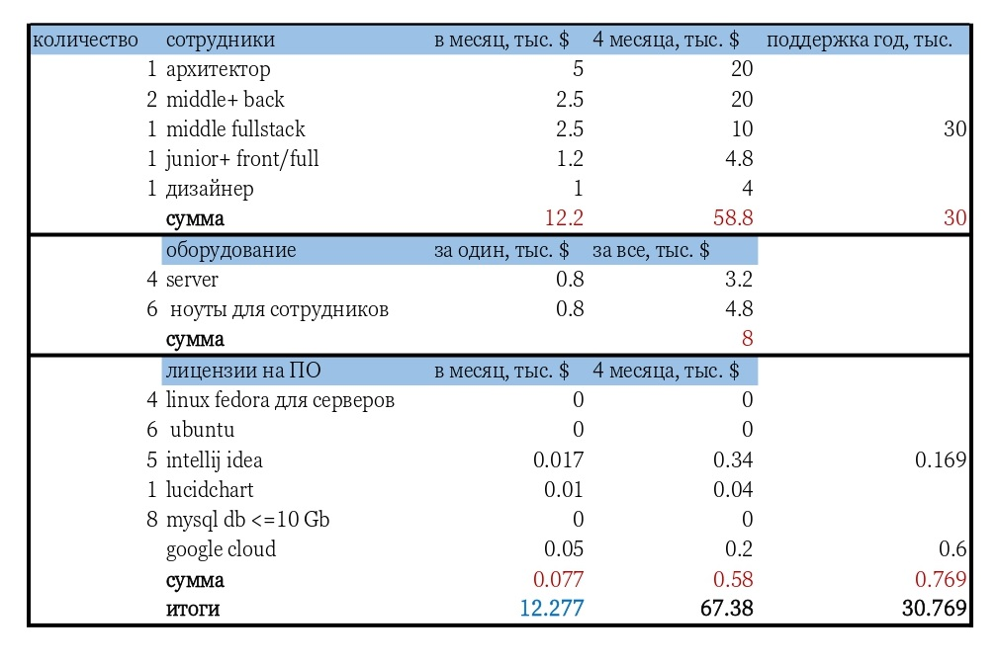 количество сотрудники в месяц, тыс. $ 4 месяца, тыс. $ поддержка год, тыс.
1 архитектор 5 20
2 middle+ back 2.5 20
1 middle fullstack 2.5 10 30
1 junior+ front/full 1.2 4.8
1 дизайнер 1 4
сумма 12.2 58.8 30
оборудование за один, тыс. $ за все, тыс. $
4 server 0.8 3.2
6 ноуты для сотрудников 0.8 4.8
сумма 8
лицензии на ПО в месяц, тыс. $ 4 месяца, тыс. $
4 linux fedora для серверов 0 0
6 ubuntu 0 0
5 intellij idea 0.017 0.34 0.169
1 lucidchart 0.01 0.04
8 mysql db <=10 Gb 0 0
google cloud 0.05 0.2 0.6
сумма 0.077 0.58 0.769
итоги 12.277 67.38 30.769